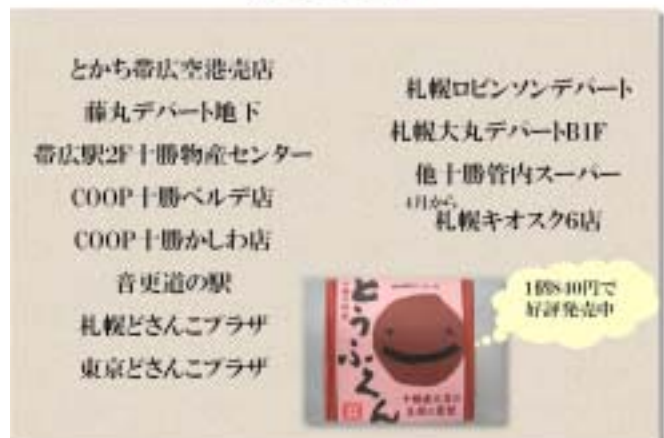 とかち帯広空港売店
藤丸デパート地下
帯広駅2F十勝物産センター
COOP十勝ベルデ店
COOP十勝かしわ店
音更道の駅
札幌どさんこプラザ
東京どさんこプラザ
札幌ロビンソンデパート
札幌大丸デパートB1F
他十勝管内スーパー
4月から
札幌キオスク6店
1個840円で
好評発売中
とうふくん